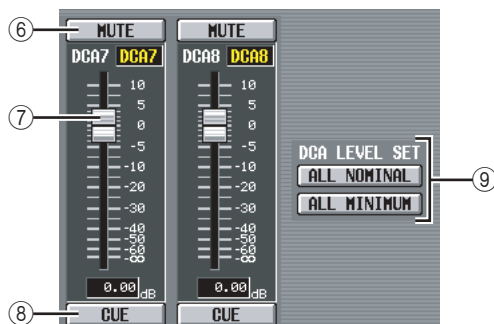 ⑥ MUTE MUTE
DCA7 DCA7 DCA8 DCA8
10 10
5 5
⑦ 0 0
-5 -5
DCA LEVEL SET
-10 -10 ALL NOMINAL ⑨
-20 -20
ALL MINIMUM
-30 -30
-40 -40
-50 -50
-60 -60
-∞ -∞
0.00 dB 0.00 dB
⑧ CUE CUE